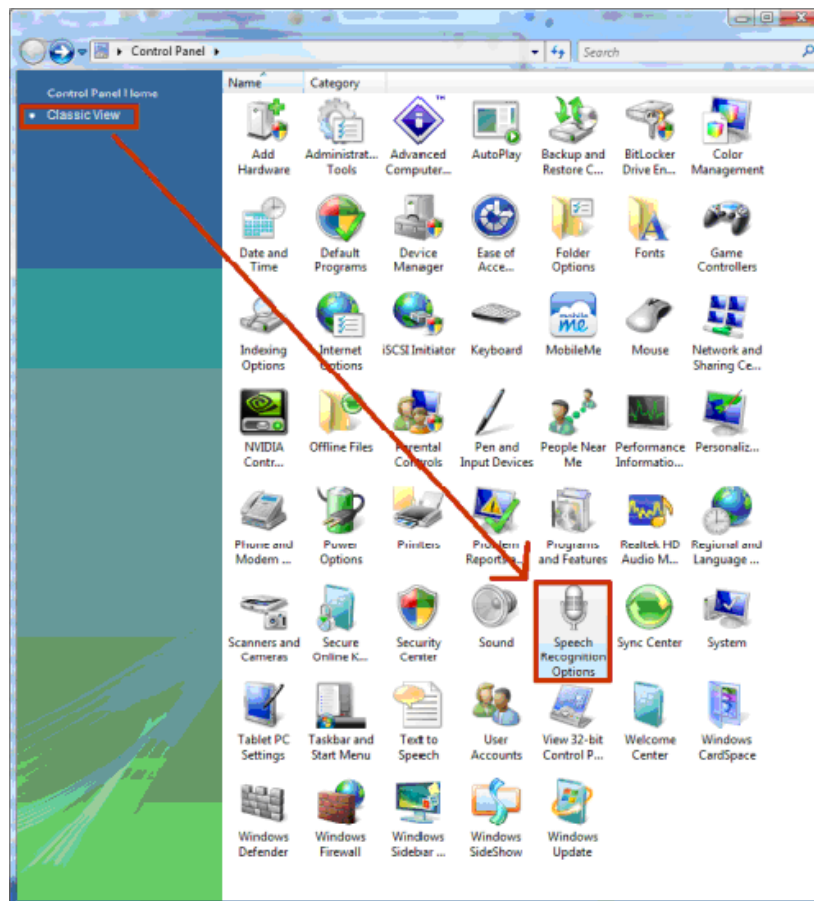 Control Panel
Search
Control Panel Home
Classic View
Name Category
Add Administrat... Advanced AutoPlay Backup and BitLocker Color
Hardware Tools Computer... Restore C... Drive En... Management
Date and Default Device Ease of Folder Fonts Game
Time Programs Manager Acce... Options Controllers
Indexing Internet iSCSI Initiator Keyboard MobileMe Mouse Network and
Options Options Sharing Ce...
mobile
me
NVIDIA Offline Files Parental Pen and People Near Performance Personaliz...
Contr... Controls Input Devices Me Informatio...
Phone and Power Printers Problem Programs Realtek HD Regional and
Modem ... Options Reports a... and Features Audio M... Language ...
Scanners and Secure Security Sound Speech Sync Center System
Cameras Online K... Center Recognition
Options
Tablet PC Taskbar and Text to User View 32-bit Welcome Windows
Settings Start Menu Speech Accounts Control P... Center CardSpace
Windows Windows Windows Windows Windows
Defender Firewall Sidebar ... SideShow Update